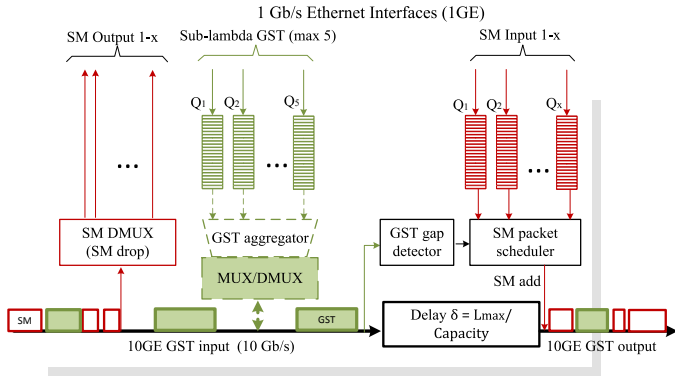 1 Gb/s Ethernet Interfaces (1GE)
SM Output 1-x
Sub-lambda GST (max 5)
SM Input 1-x
Q1 Q2 Q5
Q1 Q2 Qx
...
...
...
SM DMUX
(SM drop)
GST aggregator
MUX/DMUX
GST gap
detector
SM packet
scheduler
SM add
SM
GST
Delay δ = Lmax/
Capacity
10GE GST input (10 Gb/s)
10GE GST output